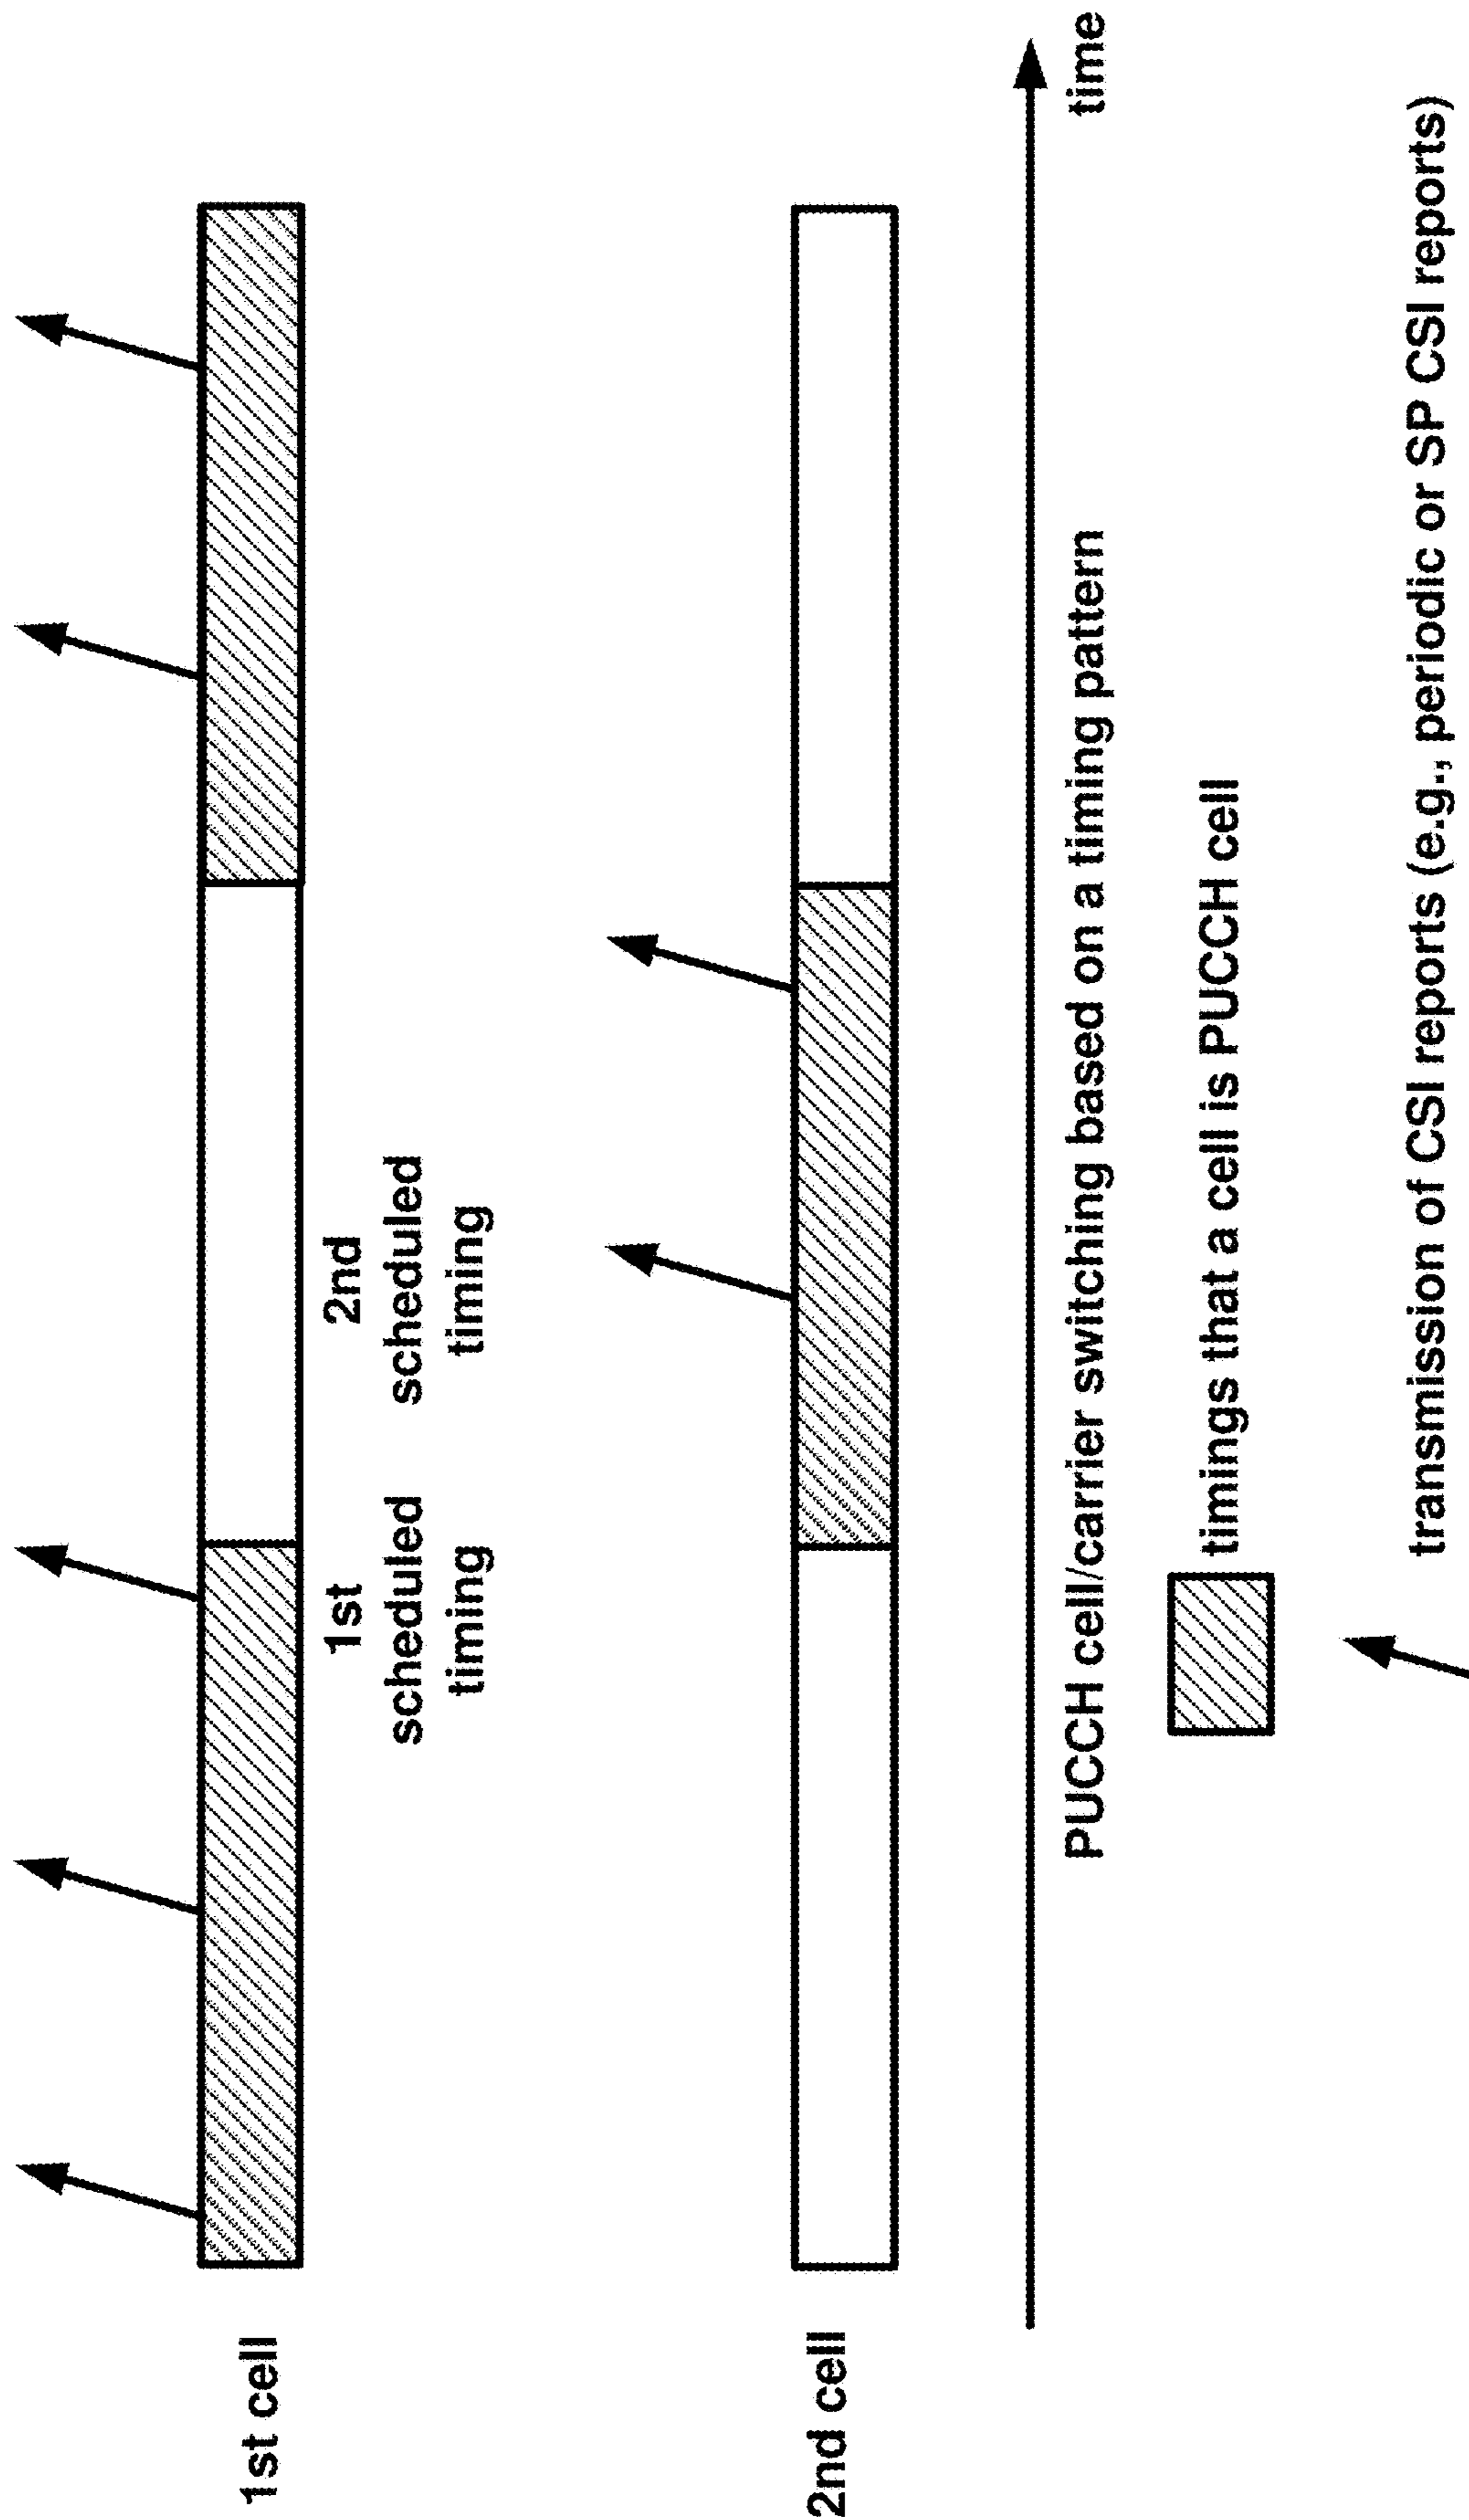 1st cell
1st
scheduled
timing
2nd
scheduled
timing
2nd cell
time
PUCCH cell/carrier switching based on a timing pattern
timings that a cell is PUCCH cell
transmission of CSI reports (e.g., periodic or SP CSI reports)